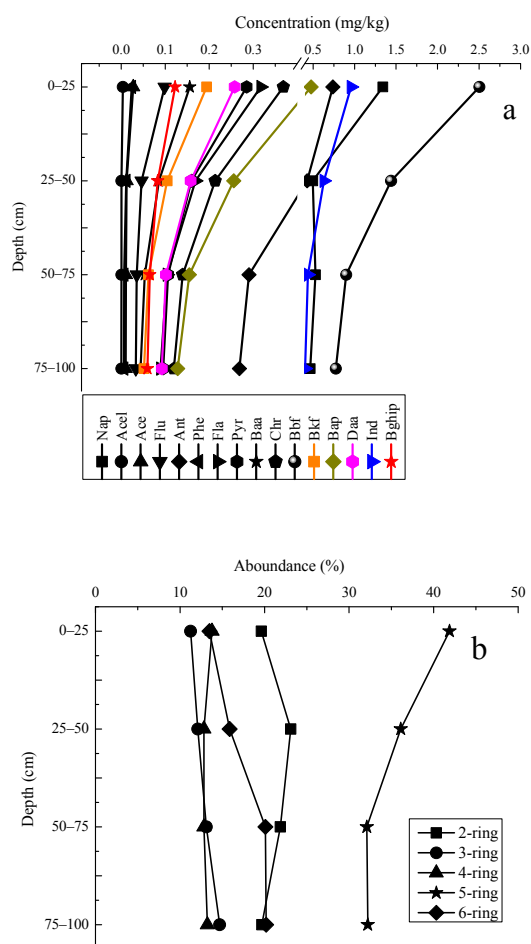 Concentration (mg/kg)
0.0 0.1 0.2 0.3 0.5 1.0 1.5 2.0 2.5 3.0
a
Depth (cm)
0–25
25–50
50–75
75–100
Nap
Acel
Ace
Flu
Ant
Phe
Fla
Pyr
Baa
Chr
Bbf
Bkf
Bap
Daa
Ind
Bghip
Aboundance (%)
0 10 20 30 40 50
b
Depth (cm)
0–25
25–50
50–75
75–100
2-ring
3-ring
4-ring
5-ring
6-ring